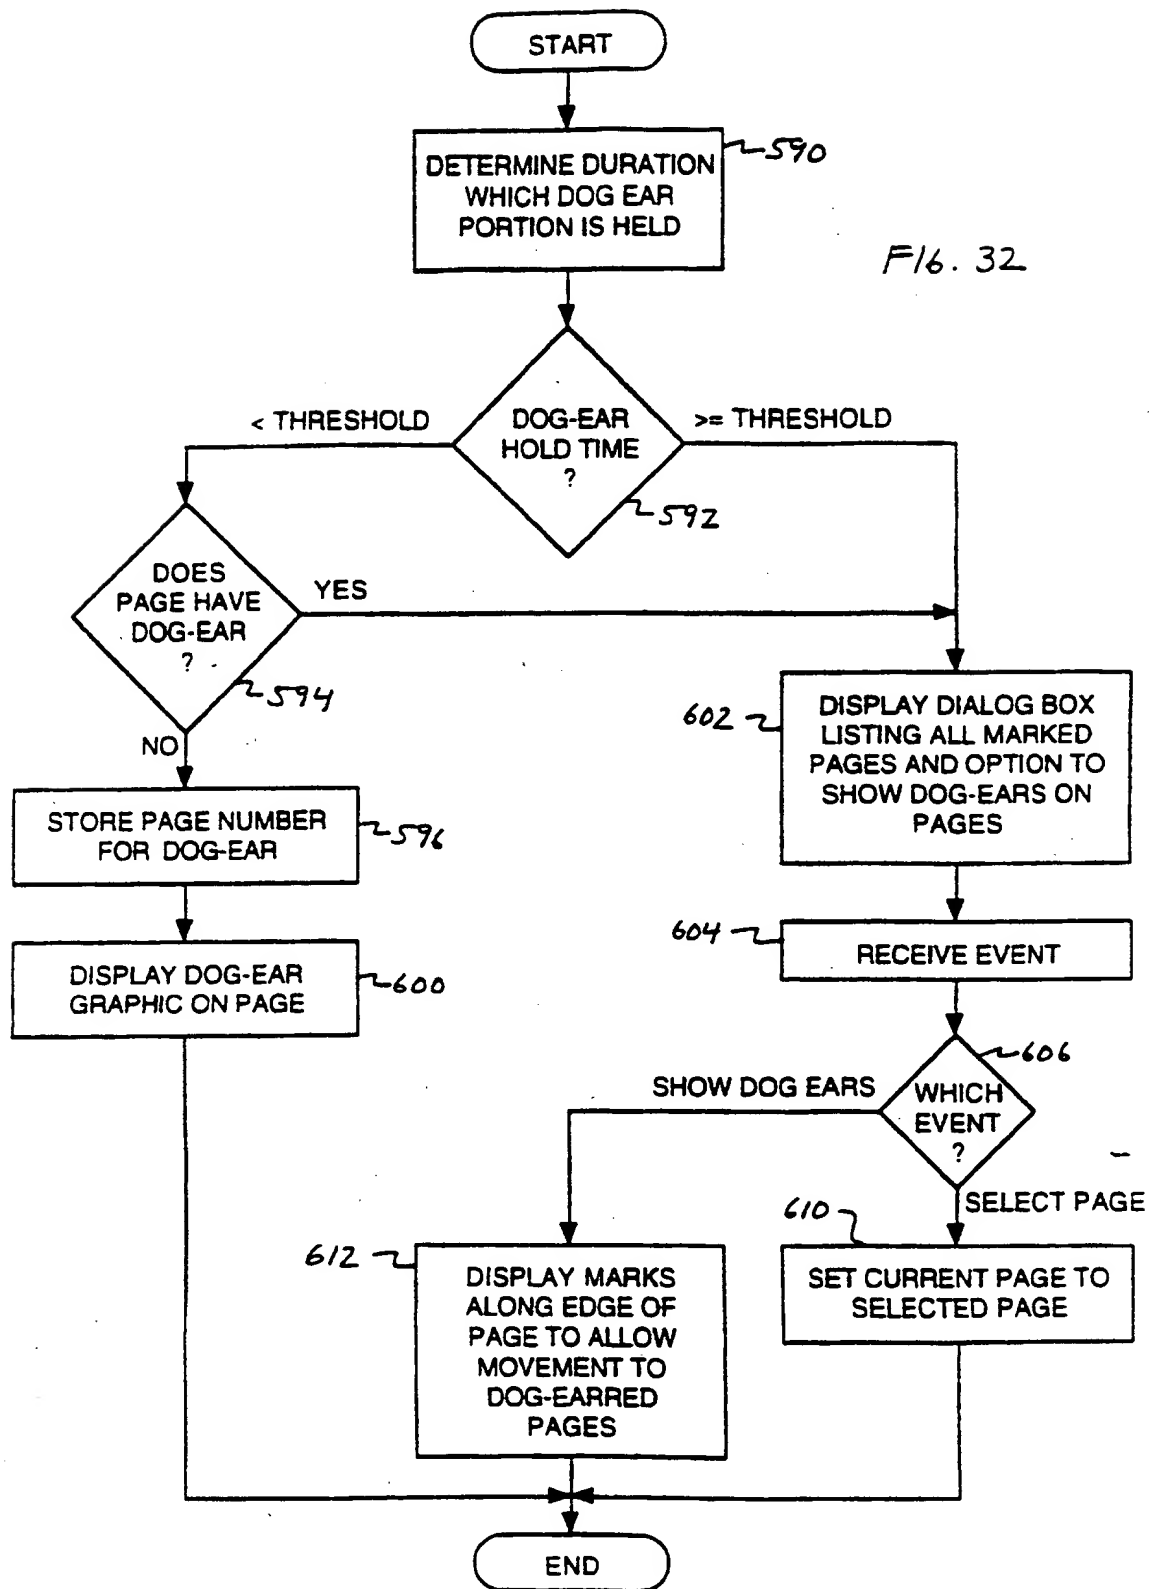 START
DETERMINE DURATION
WHICH DOG EAR
PORTION IS HELD
590
FIG. 32
DOG-EAR
HOLD TIME
?
592
< THRESHOLD
>= THRESHOLD
DOES
PAGE HAVE
DOG-EAR
?
594
YES
NO
STORE PAGE NUMBER
FOR DOG-EAR
596
DISPLAY DOG-EAR
GRAPHIC ON PAGE
600
602
DISPLAY DIALOG BOX
LISTING ALL MARKED
PAGES AND OPTION TO
SHOW DOG-EARS ON
PAGES
604
RECEIVE EVENT
606
WHICH
EVENT
?
SHOW DOG EARS
SELECT PAGE
612
DISPLAY MARKS
ALONG EDGE OF
PAGE TO ALLOW
MOVEMENT TO
DOG-EARRED
PAGES
610
SET CURRENT PAGE TO
SELECTED PAGE
END